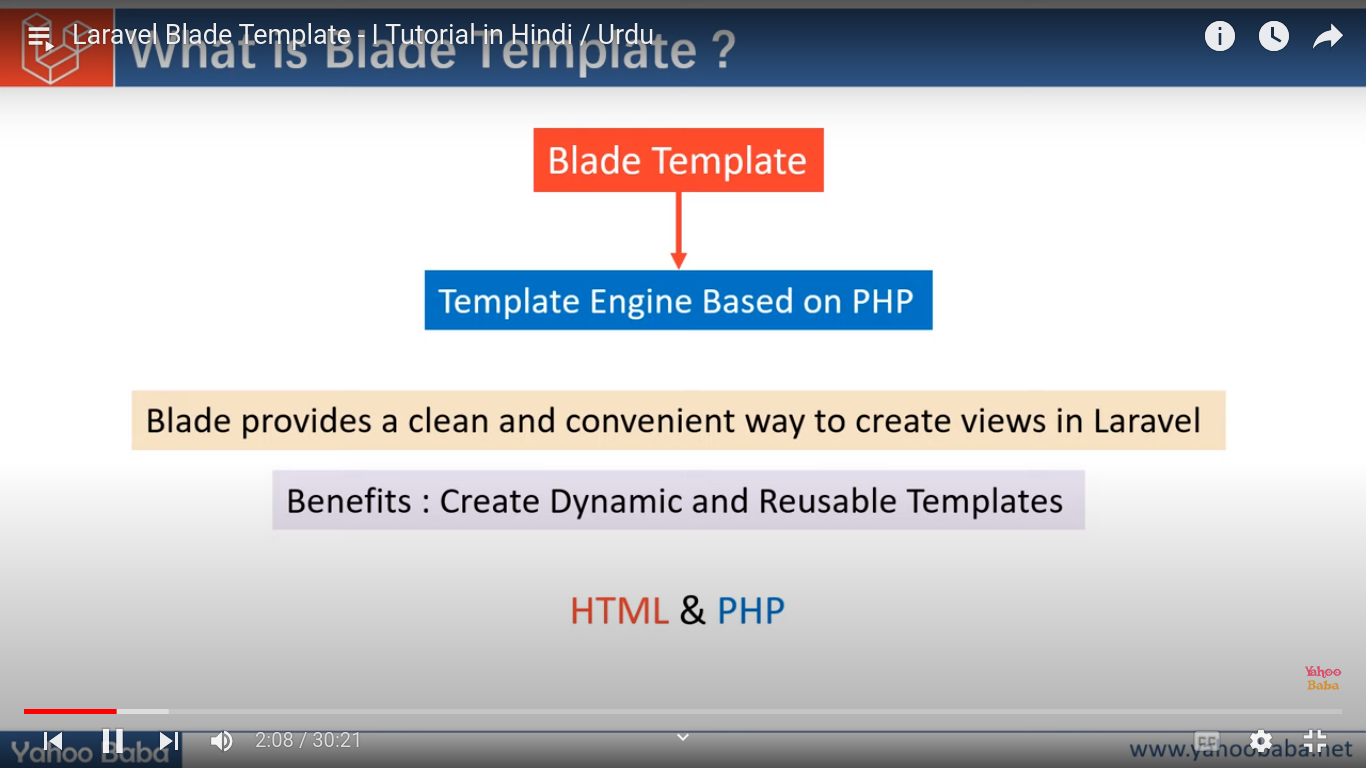 Laravel Blade Template - I Tutorial in Hindi / Urdu
What is Blade Template ?
Blade Template
Template Engine Based on PHP
Blade provides a clean and convenient way to create views in Laravel
Benefits : Create Dynamic and Reusable Templates
HTML & PHP
Yahoo
Baba
2:08 / 30:21
CC
Yahoo Baba
www.yahoobaba.net